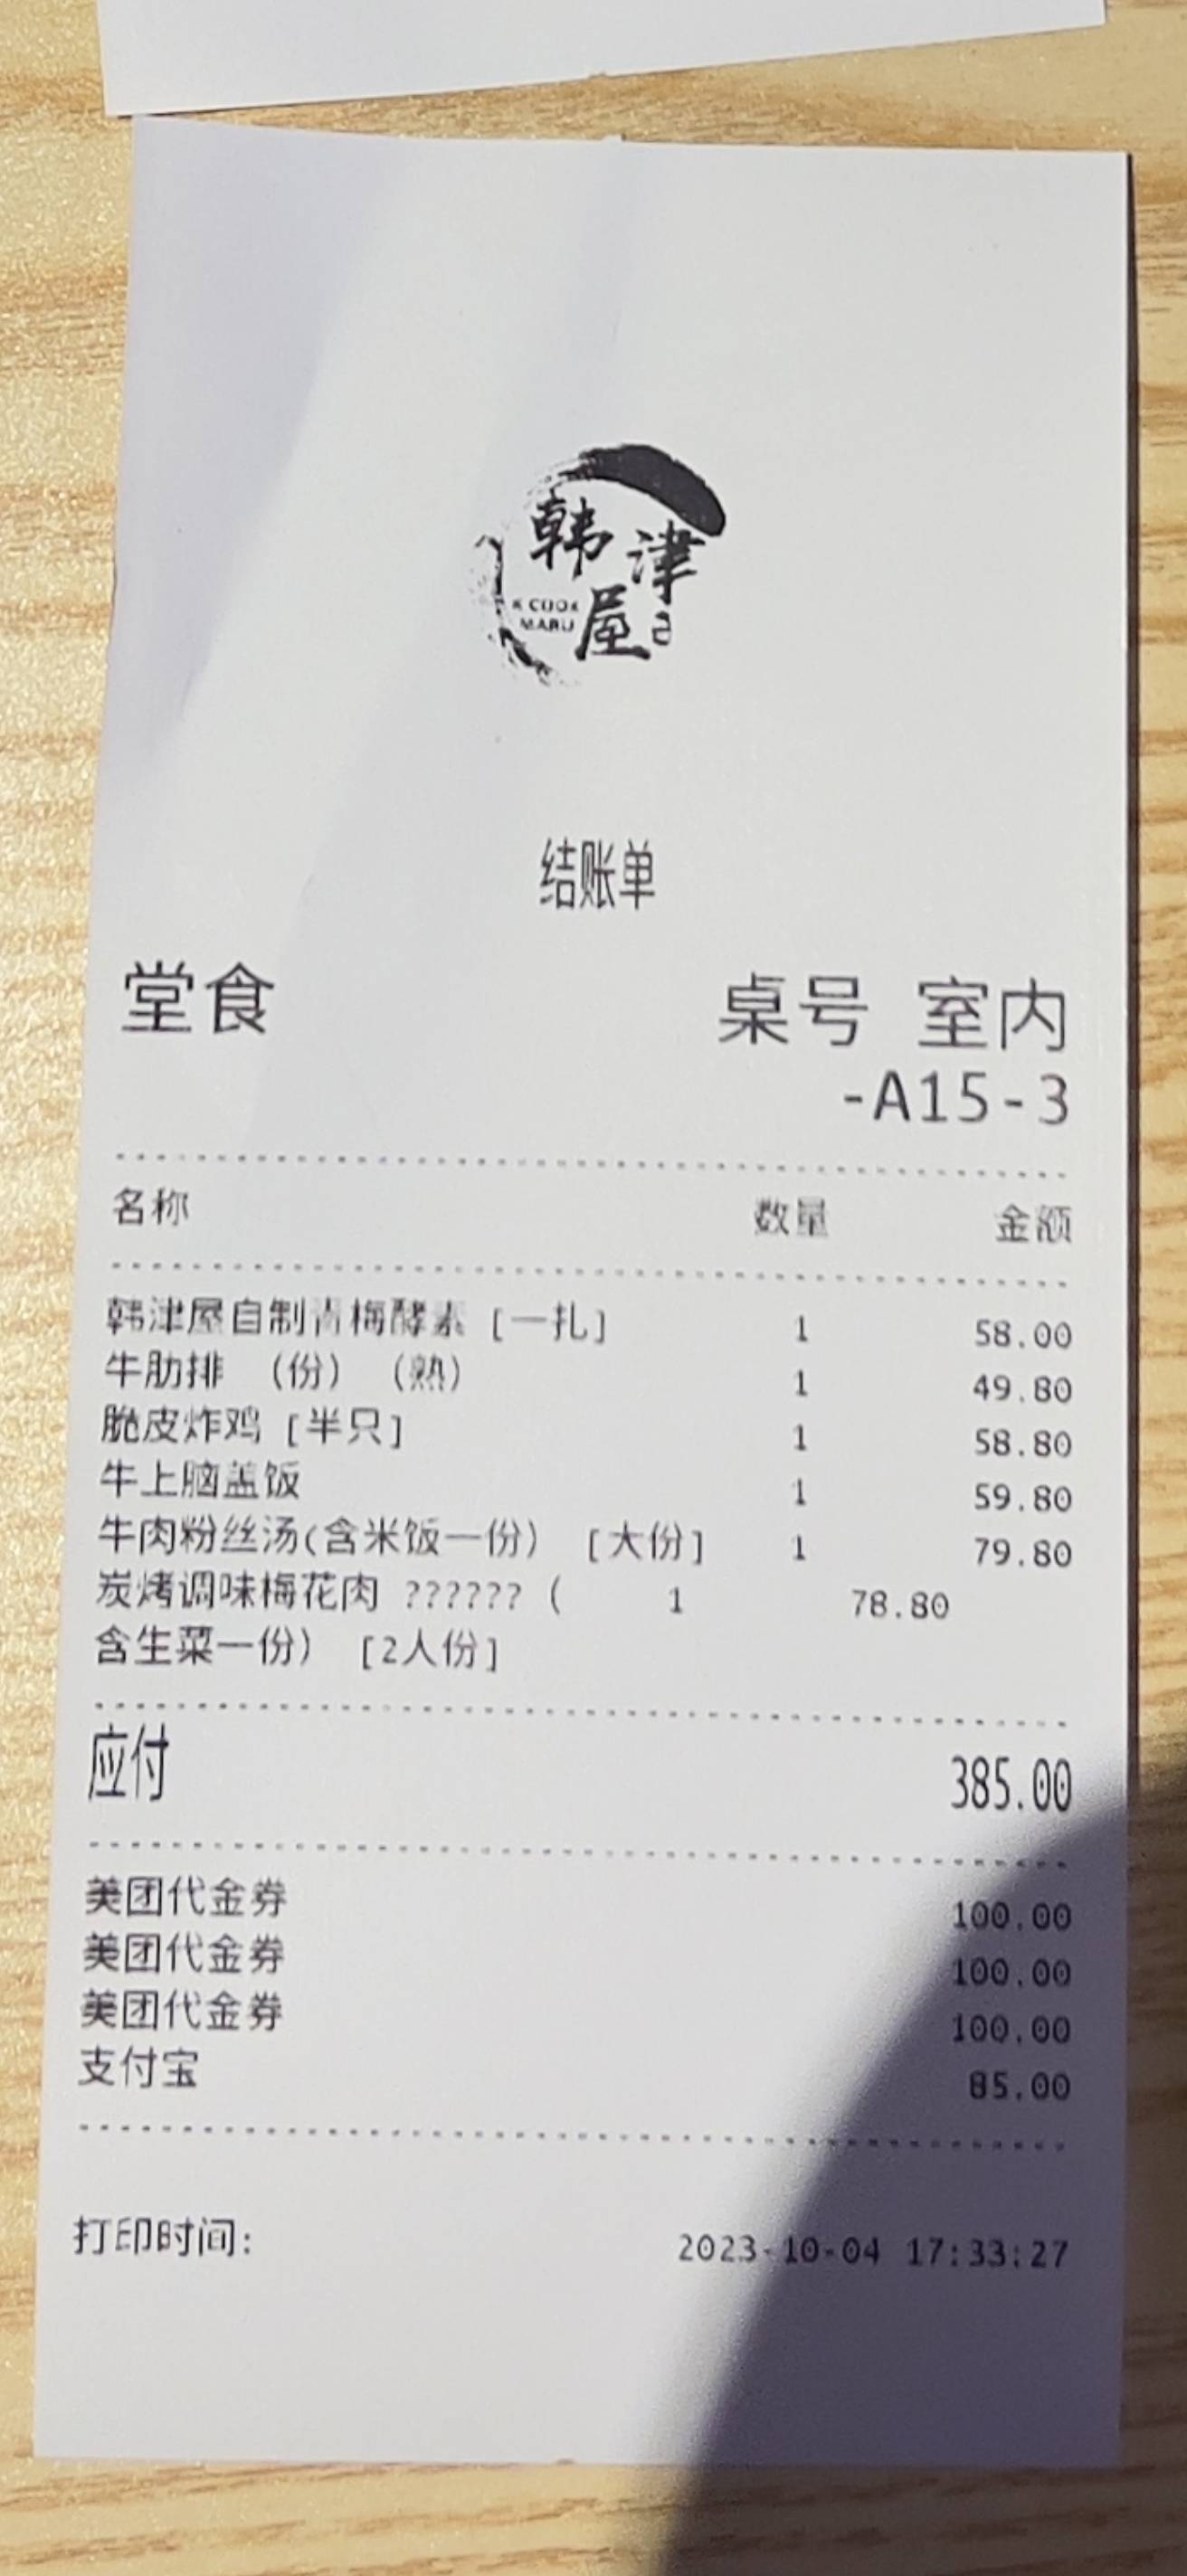 韩津
K COOK 屋
MARU
结账单
堂食 桌号 室内
-A15-3
名称 数量 金额
韩津屋自制青梅酵素 [一扎] 1 58.00
牛肋排 （份）（熟） 1 49.80
脆皮炸鸡 [半只] 1 58.80
牛上脑盖饭 1 59.80
牛肉粉丝汤(含米饭一份） [大份] 1 79.80
炭烤调味梅花肉 ?????? ( 1 78.80
含生菜一份） [2人份]
应付 385.00
美团代金券 100.00
美团代金券 100.00
美团代金券 100.00
支付宝 85.00
打印时间: 2023-10-04 17:33:27